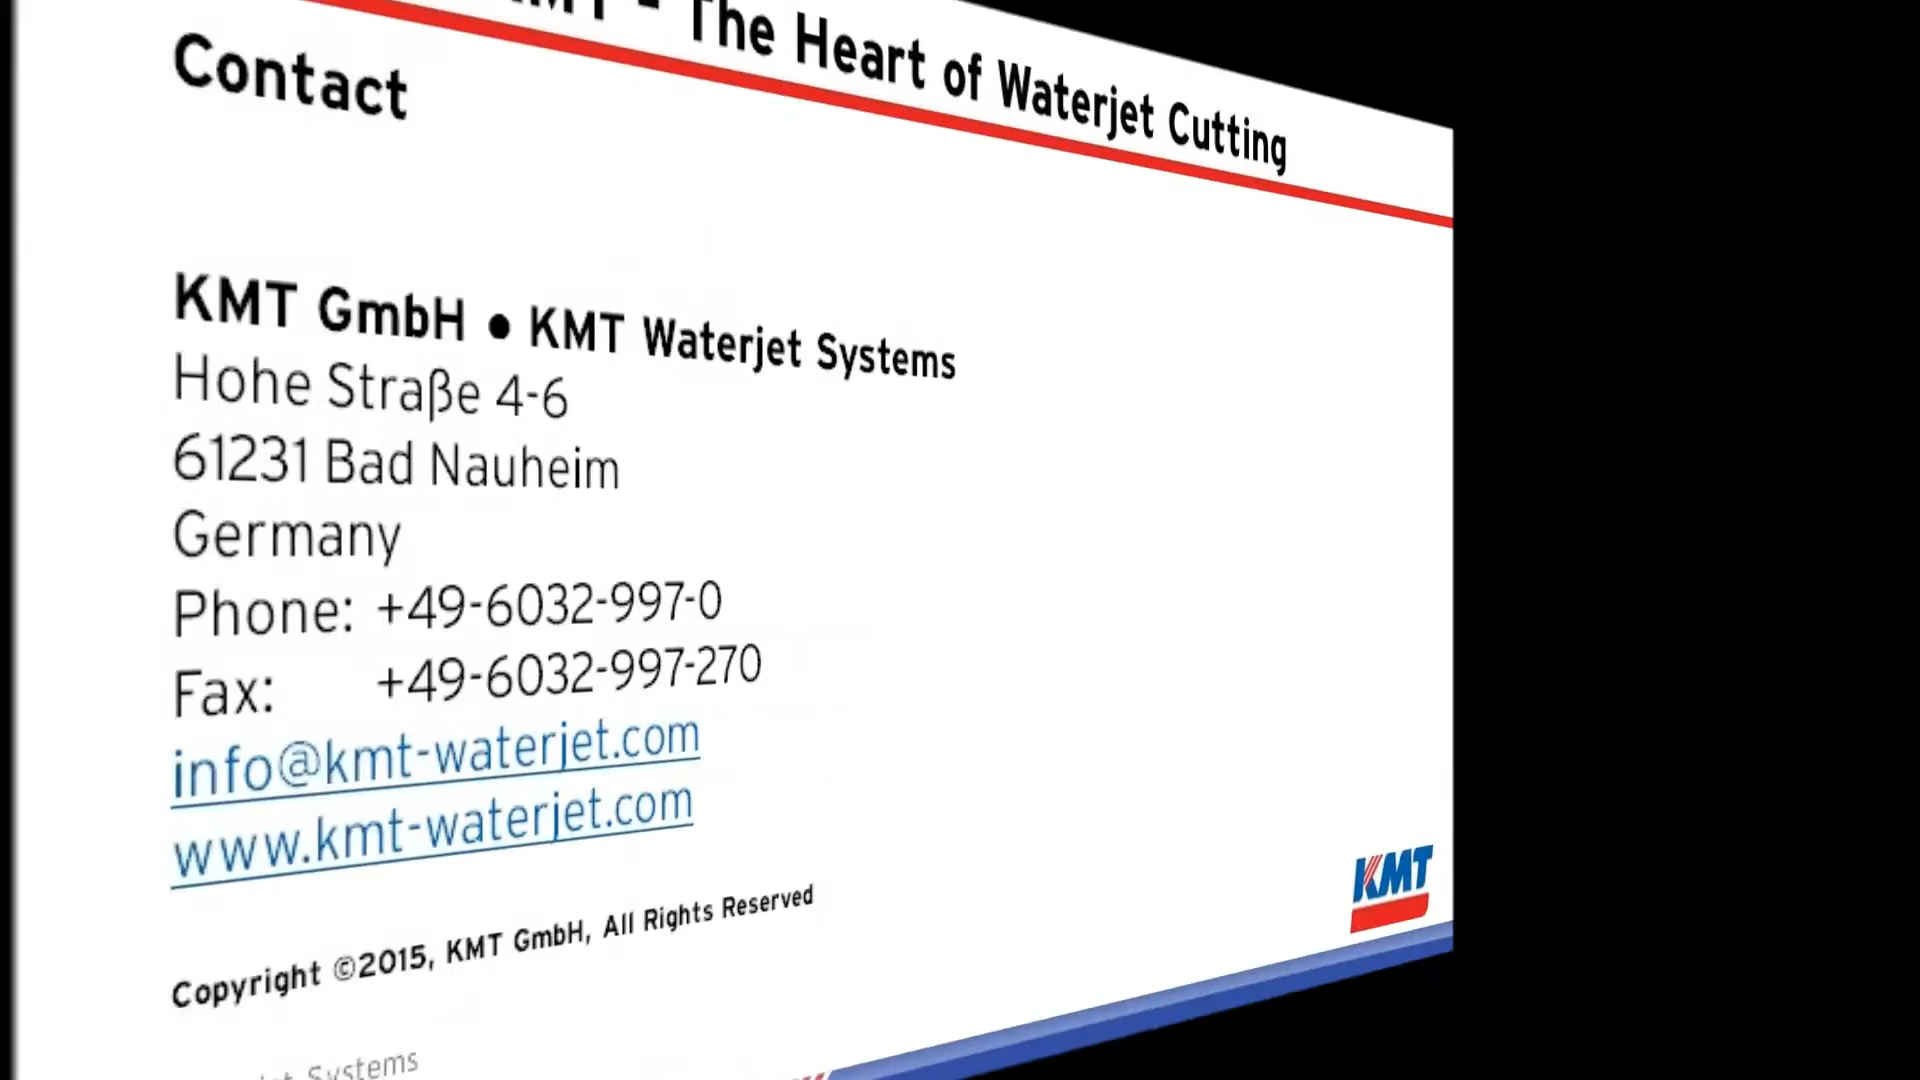 - The Heart of Waterjet Cutting
Contact
KMT GmbH ● KMT Waterjet Systems
Hohe Straße 4-6
61231 Bad Nauheim
Germany
Phone: +49-6032-997-0
Fax: +49-6032-997-270
info@kmt-waterjet.com
www.kmt-waterjet.com
KMT
Copyright ©2015, KMT GmbH, All Rights Reserved
Systems